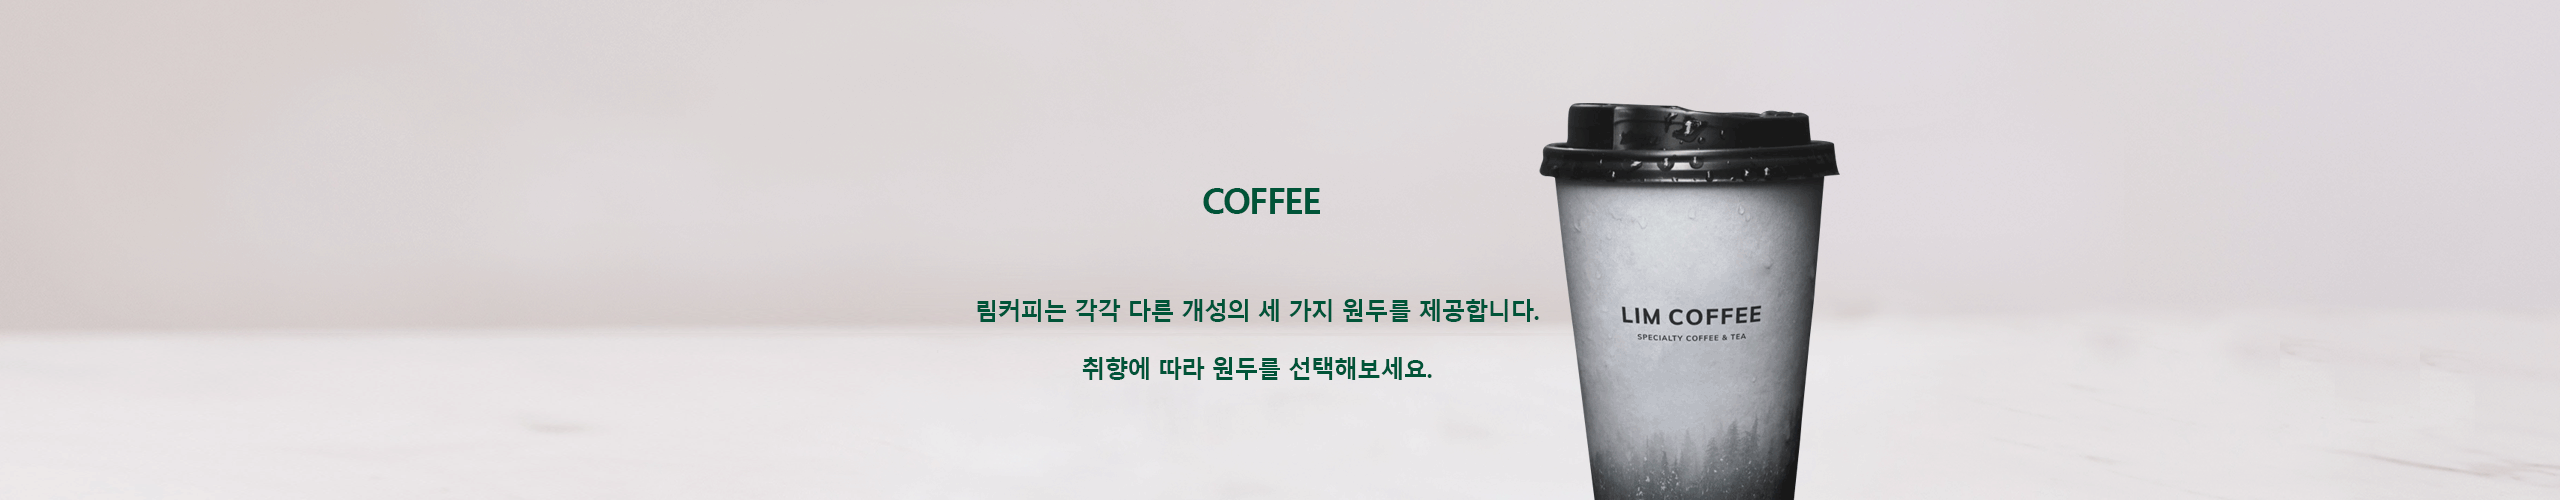 COFFEE
림커피는 각각 다른 개성의 세 가지 원두를 제공합니다.
취향에 따라 원두를 선택해보세요.
LIM COFFEE
SPECIALTY COFFEE & TEA